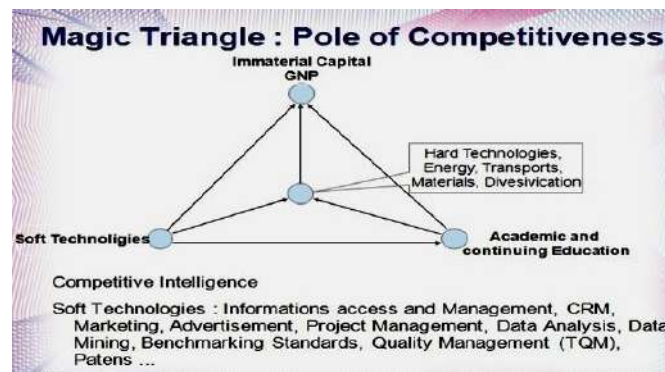 Magic Triangle : Pole of Competitiveness
Immaterial Capital
GNP
Hard Technologies,
Energy, Transports,
Materials, Divesivication
Soft Technoligies
Academic and
continuing Education
Competitive Intelligence
Soft Technologies : Informations access and Management, CRM,
Marketing, Advertisement, Project Management, Data Analysis, Data
Mining, Benchmarking Standards, Quality Management (TQM),
Patens ...